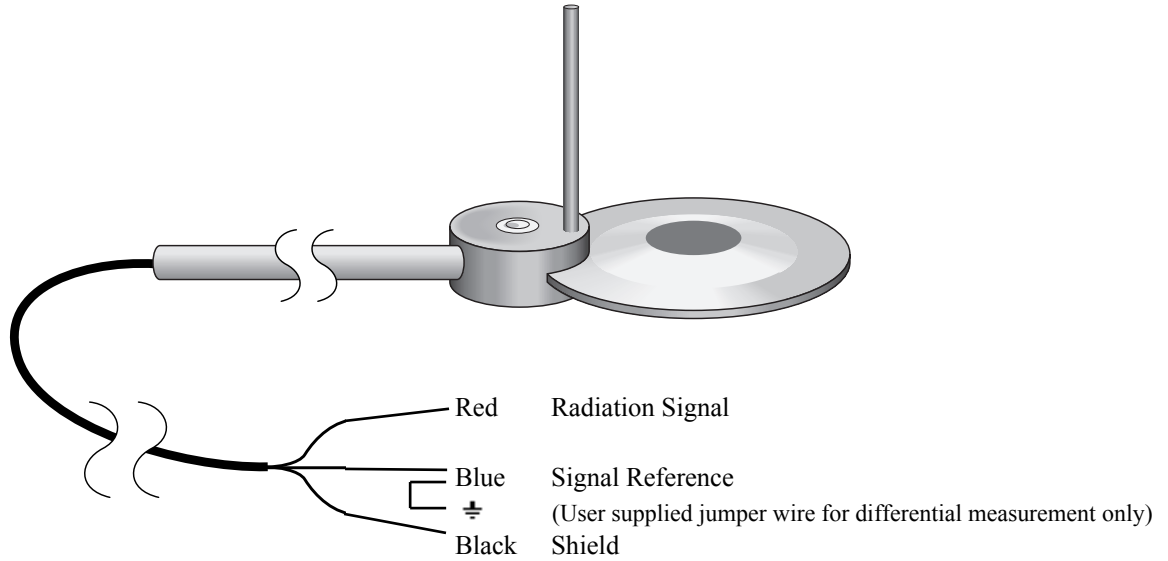 Red Radiation Signal
Blue Signal Reference
(User supplied jumper wire for differential measurement only)
Black Shield